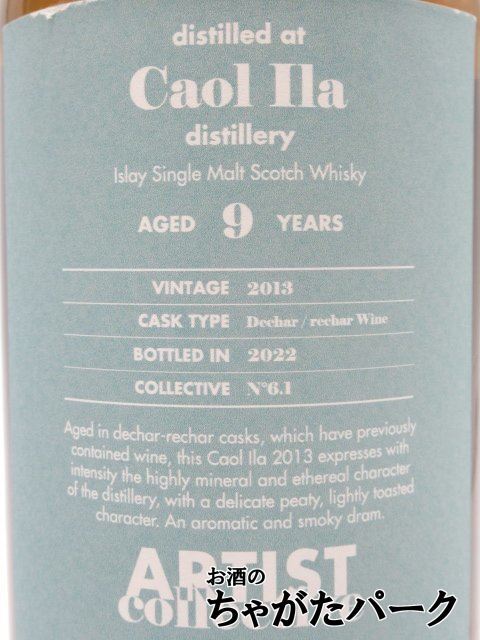 distilled at
Caol Ila
distillery
Islay Single Malt Scotch Whisky
AGED 9 YEARS
VINTAGE 2013
CASK TYPE Dechar / rechar Wine
BOTTLED IN 2022
COLLECTIVE N°6.1
Aged in dechar-rechar casks, which have previously
contained wine, this Caol Ila 2013 expresses with
intensity the highly mineral and ethereal character
of the distillery, with a delicate peaty, lightly toasted
character. An aromatic and smoky dram.
ARTIST
お酒の
ちゃがたパーク